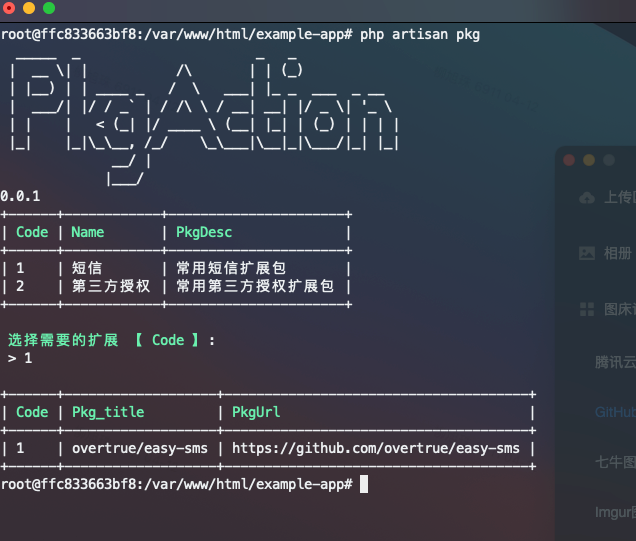 root@ffc833663bf8:/var/www/html/example-app# php artisan pkg
PkgAction
0.0.1
| Code | Name | PkgDesc |
| 1 | 短信 | 常用短信扩展包 |
| 2 | 第三方授权 | 常用第三方授权扩展包 |
选择需要的扩展 【 Code 】:
> 1
| Code | Pkg_title | PkgUrl |
| 1 | overtrue/easy-sms | https://github.com/overtrue/easy-sms |
root@ffc833663bf8:/var/www/html/example-app#
上传
相册
图床
腾讯云
GitHub
七牛图
Imgur